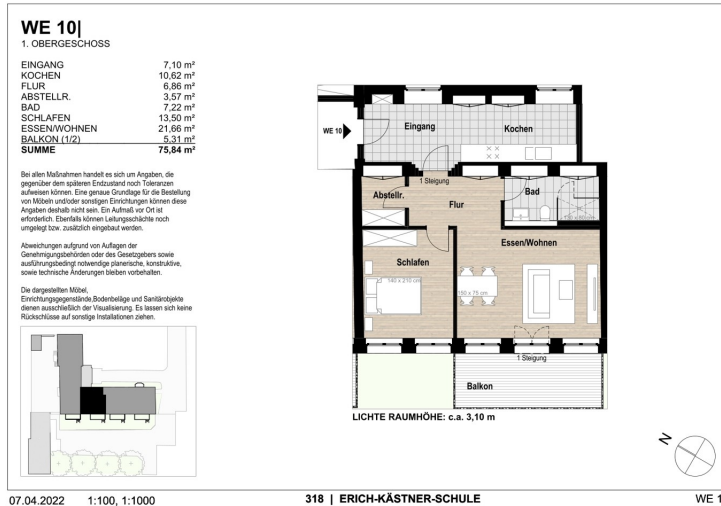 WE 10|
1. OBERGESCHOSS
EINGANG 7,10 m²
KOCHEN 10,62 m²
FLUR 6,86 m²
ABSTELLR. 3,57 m²
BAD 7,22 m²
SCHLAFEN 13,50 m²
ESSEN/WOHNEN 21,66 m²
BALKON (1/2) 5,31 m²
SUMME 75,84 m²
Bei allen Maßnahmen handelt es sich um Angaben, die
gegenüber dem späteren Endzustand noch Toleranzen
aufweisen können. Eine genaue Grundlage für die Bestellung
von Möbeln und/oder sonstigen Einrichtungen können diese
Angaben deshalb nicht sein. Ein Aufmaß vor Ort ist
erforderlich. Ebenfalls können Leitungsschächte noch
umgelegt bzw. zusätzlich eingebaut werden.
Abweichungen aufgrund von Auflagen der
Genehmigungsbehörden oder des Gesetzgebers sowie
ausführungsbedingt notwendige planerische, konstruktive,
sowie technische Änderungen bleiben vorbehalten.
Die dargestellten Möbel,
Einrichtungsgegenstände,Bodenbeläge und Sanitärobjekte
dienen ausschließlich der Visualisierung. Es lassen sich keine
Rückschlüsse auf sonstige Installationen ziehen.
WE 10
Eingang
Kochen
1 Steigung
Abstellr.
Flur
Bad
Essen/Wohnen
Schlafen
140 x 210 cm
150 x 75 cm
1 Steigung
Balkon
LICHTE RAUMHÖHE: c.a. 3,10 m
N
07.04.2022 1:100, 1:1000 318 | ERICH-KÄSTNER-SCHULE WE 1